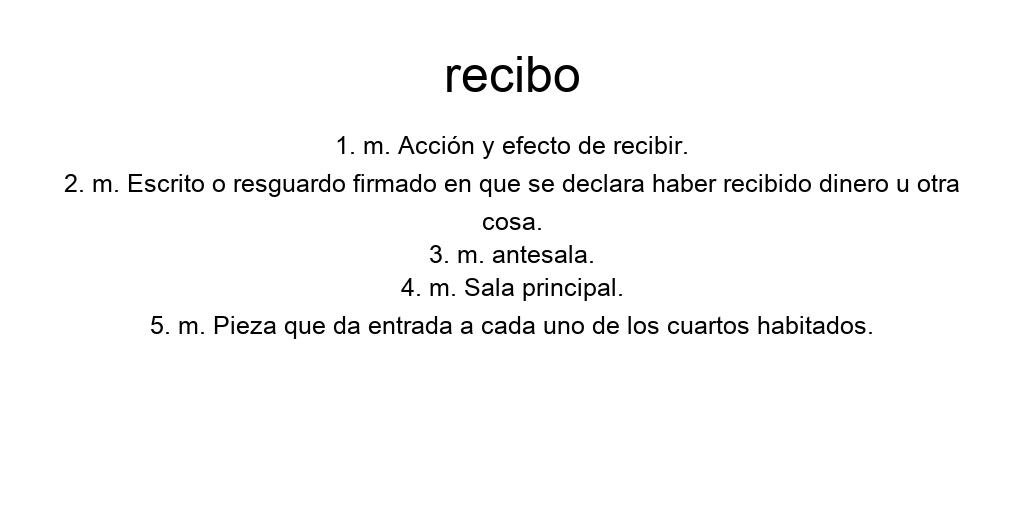 recibo
1. m. Acción y efecto de recibir.
2. m. Escrito o resguardo firmado en que se declara haber recibido dinero u otra
cosa.
3. m. antesala.
4. m. Sala principal.
5. m. Pieza que da entrada a cada uno de los cuartos habitados.